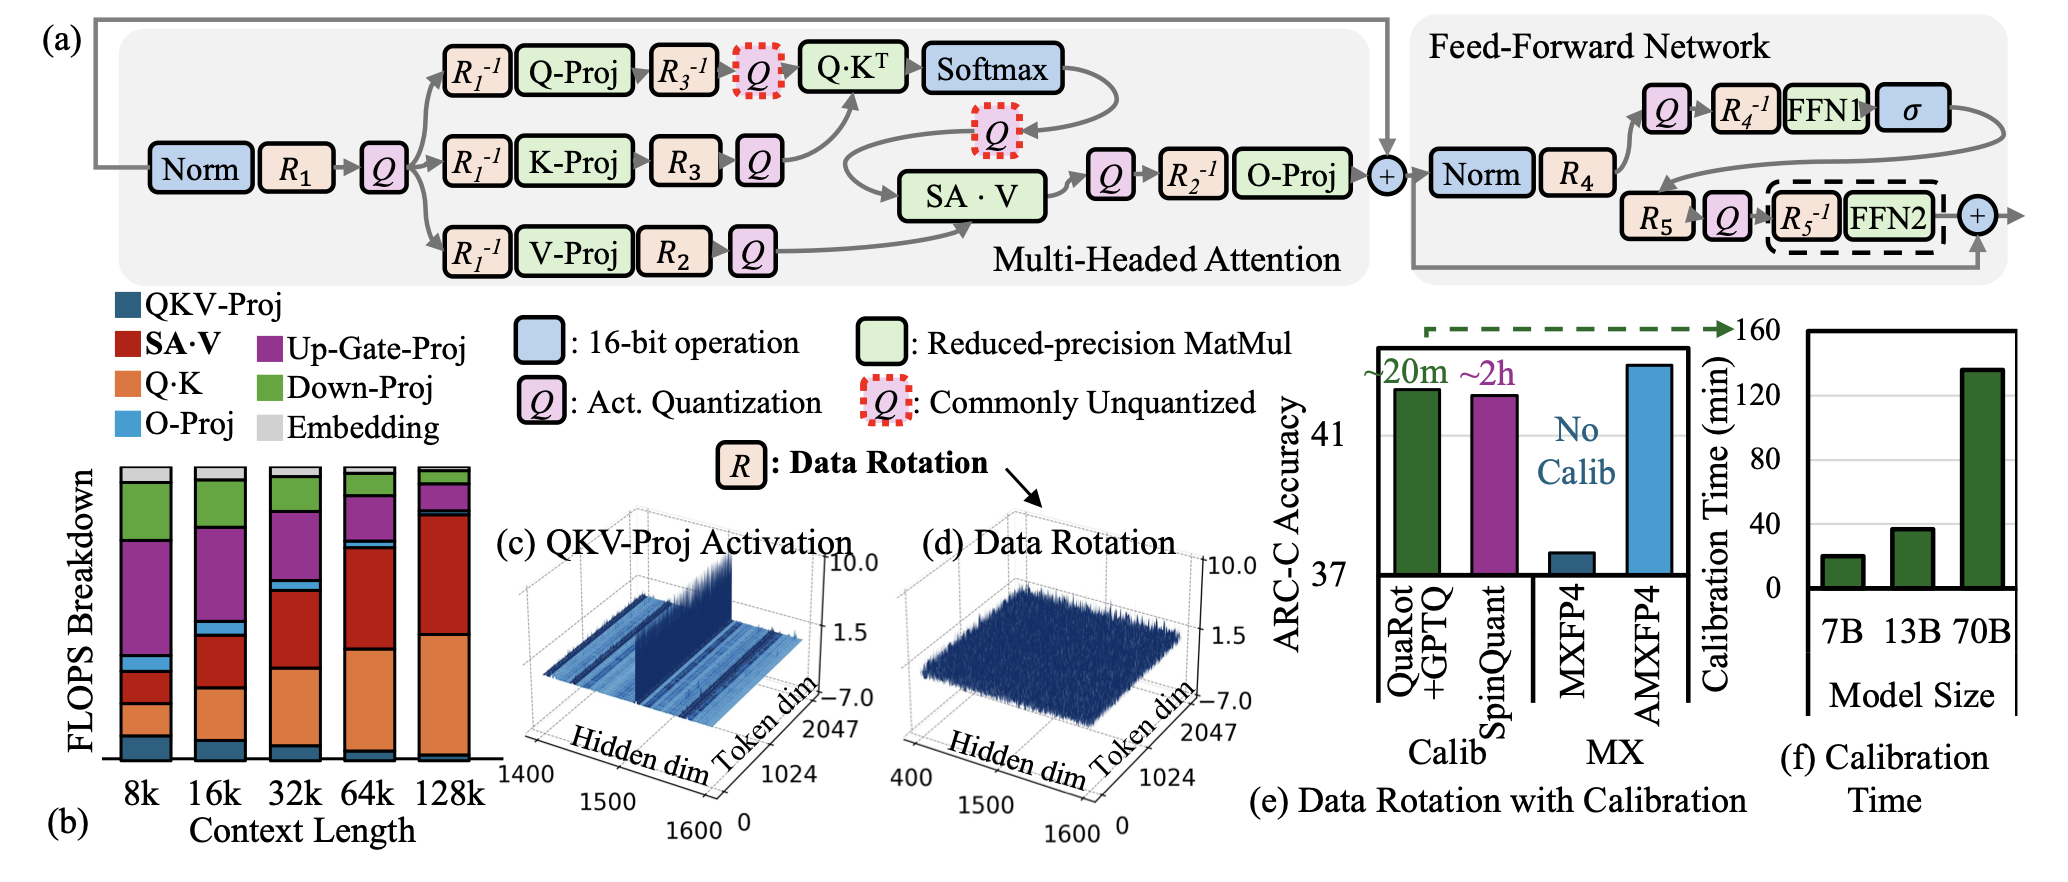 (a)
Feed-Forward Network
R₁⁻¹ Q-Proj R₃⁻¹ Q Q·Kᵀ Softmax
Q
Q R₄⁻¹ FFN1 σ
Norm R₁ Q
R₁⁻¹ K-Proj R₃ Q
SA · V
Q R₂⁻¹ O-Proj +
Norm R₄
R₅ Q R₅⁻¹ FFN2 +
R₁⁻¹ V-Proj R₂ Q
Multi-Headed Attention
QKV-Proj
SA·V
Q·K
O-Proj
Up-Gate-Proj
Down-Proj
Embedding
: 16-bit operation
: Reduced-precision MatMul
Q : Act. Quantization
Q : Commonly Unquantized
R : Data Rotation
FLOPS Breakdown
8k 16k 32k 64k 128k
Context Length
(b)
(c) QKV-Proj Activation
10.0
1.5
−7.0
2047
1024
0
Token dim
Hidden dim
1400
1500
1600
(d) Data Rotation
10.0
1.5
−7.0
2047
1024
0
Token dim
Hidden dim
400
1500
1600
ARC-C Accuracy
41
37
~20m ~2h
No
Calib
QuaRot
+GPTQ
SpinQuant
MXFP4
AMXFP4
Calib MX
(e) Data Rotation with Calibration
Calibration Time (min)
160
120
80
40
0
7B 13B 70B
Model Size
(f) Calibration
Time